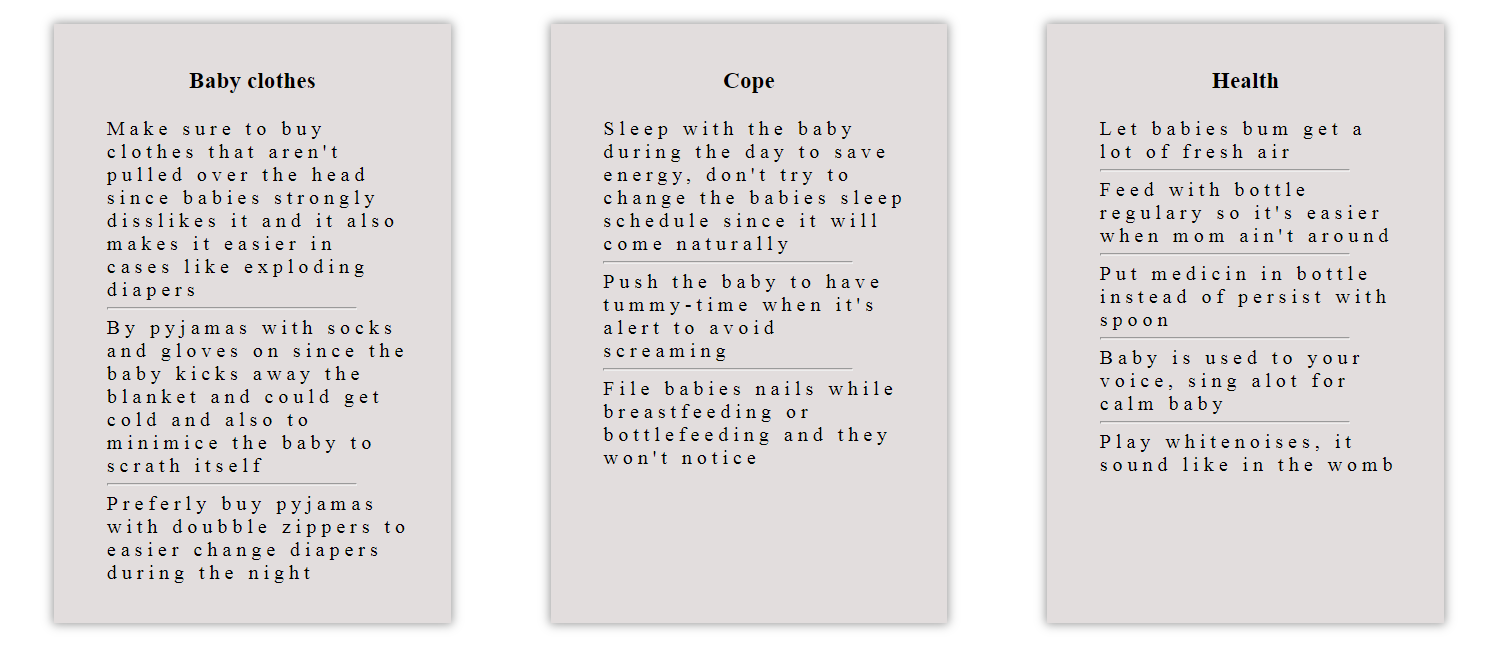 Baby clothes
Make sure to buy
clothes that aren't
pulled over the head
since babies strongly
disslikes it and it also
makes it easier in
cases like exploding
diapers
By pyjamas with socks
and gloves on since the
baby kicks away the
blanket and could get
cold and also to
minimice the baby to
scrath itself
Preferly buy pyjamas
with doubble zippers to
easier change diapers
during the night
Cope
Sleep with the baby
during the day to save
energy, don't try to
change the babies sleep
schedule since it will
come naturally
Push the baby to have
tummy-time when it's
alert to avoid
screaming
File babies nails while
breastfeeding or
bottlefeeding and they
won't notice
Health
Let babies bum get a
lot of fresh air
Feed with bottle
regulary so it's easier
when mom ain't around
Put medicin in bottle
instead of persist with
spoon
Baby is used to your
voice, sing alot for
calm baby
Play whitenoises, it
sound like in the womb